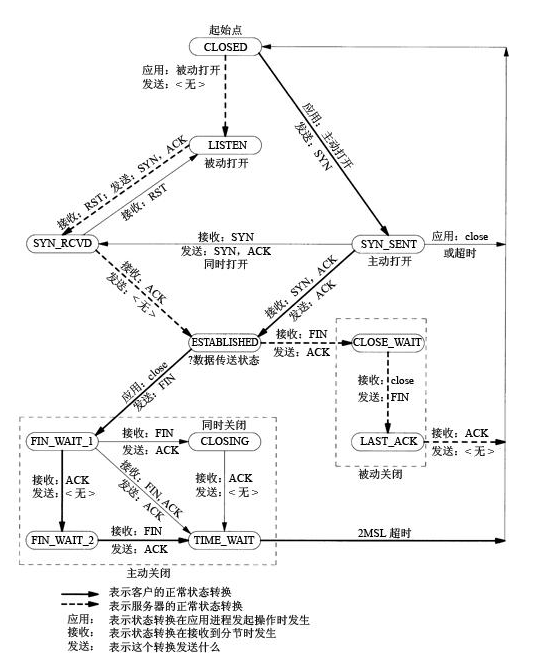 起始点
CLOSED
应用：被动打开
发送：<无>
应用：主动打开
发送：SYN
LISTEN
被动打开
接收：RST；发送：SYN，ACK
接收：RST
SYN_RCVD
接收：SYN
发送：SYN，ACK
同时打开
SYN_SENT
主动打开
应用：close
或超时
接收：ACK
发送：<无>
接收：SYN, ACK
发送：ACK
ESTABLISHED
?数据传送状态
接收：FIN
发送：ACK
CLOSE_WAIT
应用：close
发送：FIN
接收：close
发送：FIN
同时关闭
FIN_WAIT_1
接收：FIN
发送：ACK
CLOSING
LAST_ACK
接收：ACK
发送：<无>
被动关闭
接收：ACK
发送：<无>
接收：FIN, ACK
发送：ACK
接收：ACK
发送：<无>
FIN_WAIT_2
接收：FIN
发送：ACK
TIME_WAIT
2MSL 超时
主动关闭
表示客户的正常状态转换
表示服务器的正常状态转换
应用： 表示状态转换在应用进程发起操作时发生
接收： 表示状态转换在接收到分节时发生
发送： 表示这个转换发送什么